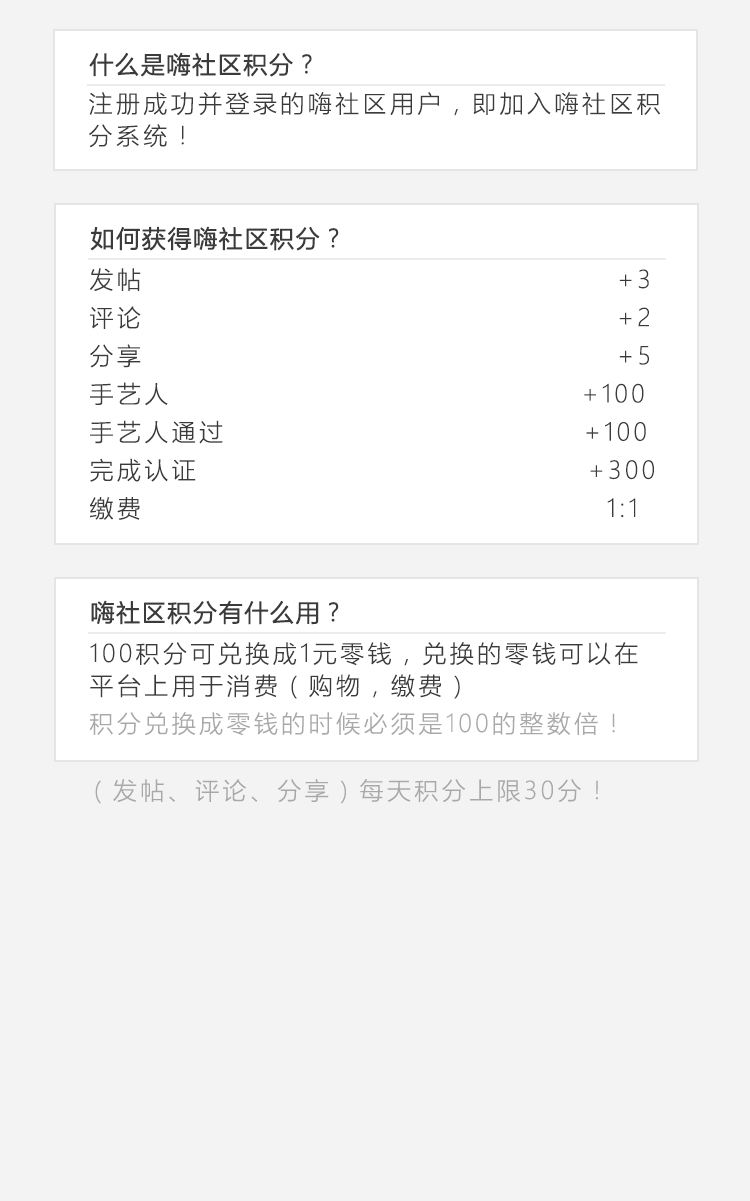 什么是嗨社区积分？
注册成功并登录的嗨社区用户，即加入嗨社区积
分系统！
如何获得嗨社区积分？
发帖 +3
评论 +2
分享 +5
手艺人 +100
手艺人通过 +100
完成认证 +300
缴费 1:1
嗨社区积分有什么用？
100积分可兑换成1元零钱，兑换的零钱可以在
平台上用于消费（购物，缴费）
积分兑换成零钱的时候必须是100的整数倍！
（发帖、评论、分享）每天积分上限30分！